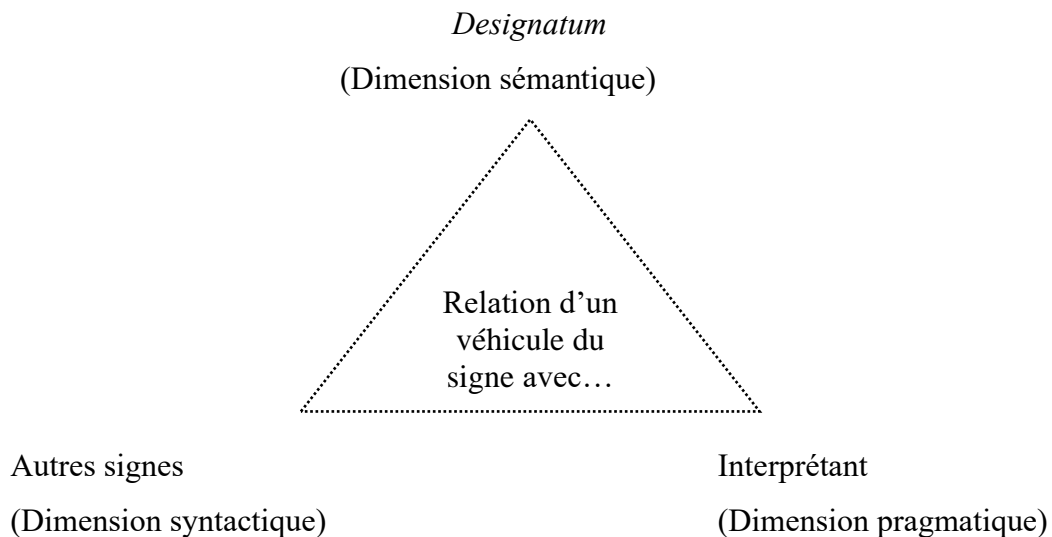 Designatum
(Dimension sémantique)
Relation d’un
véhicule du
signe avec…
Autres signes
Interprétant
(Dimension syntactique)
(Dimension pragmatique)